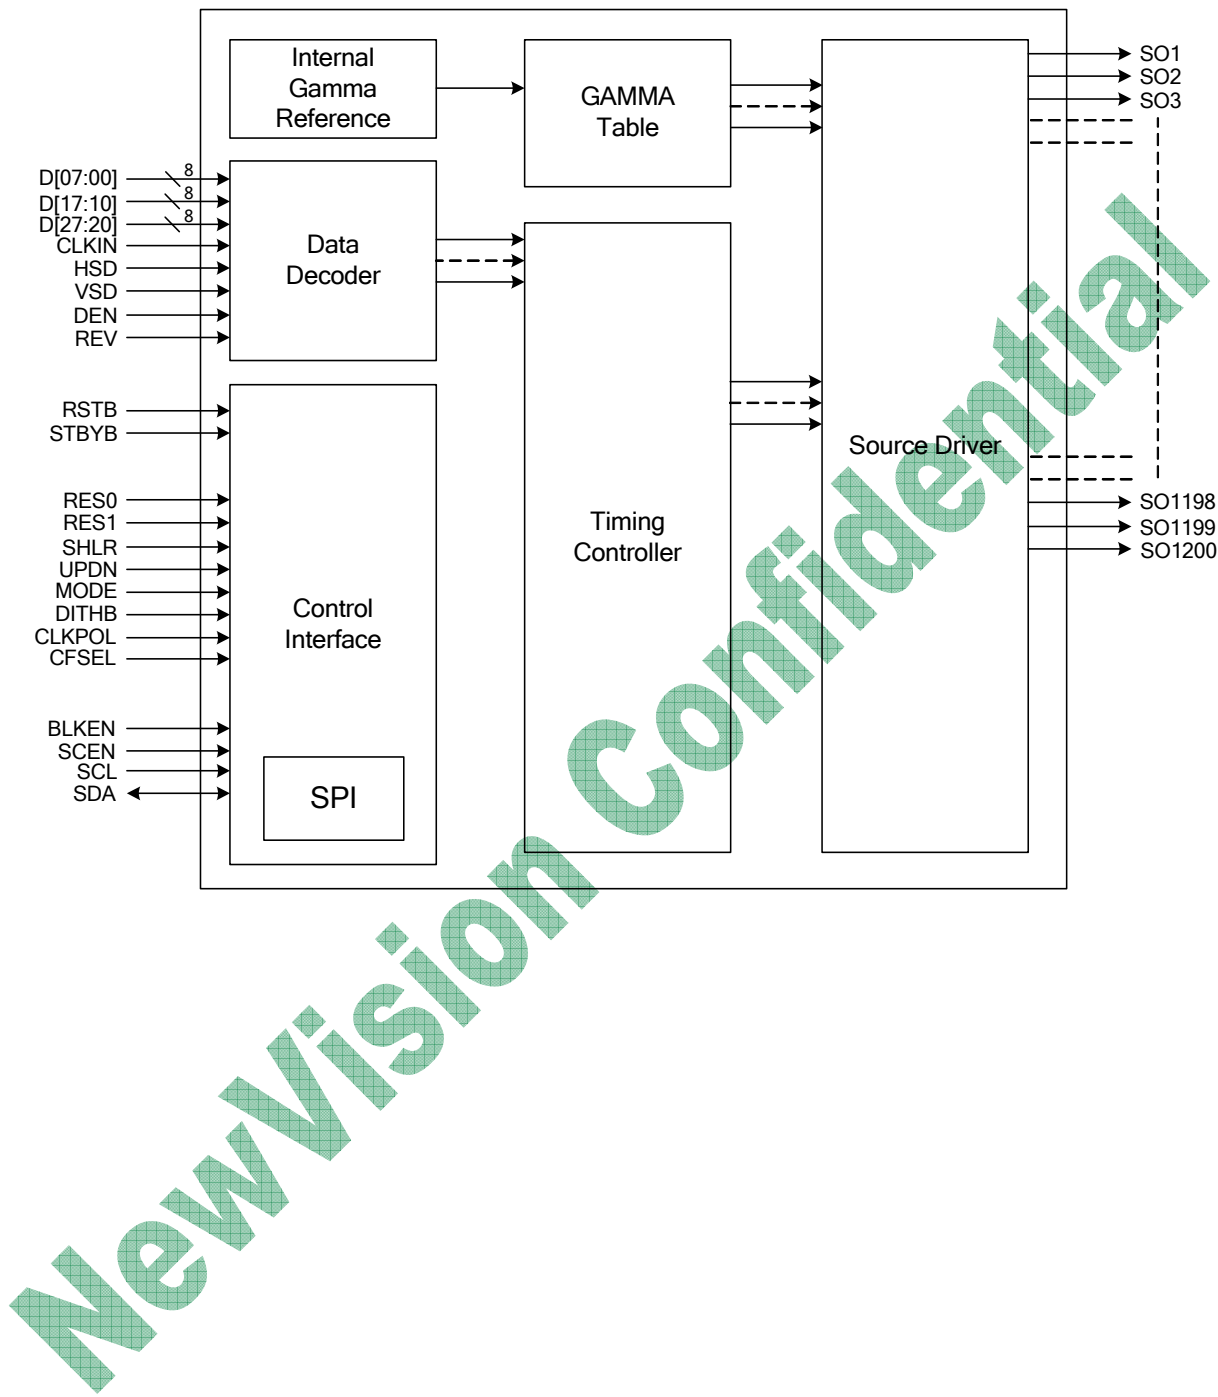 Internal
Gamma
Reference
GAMMA
Table
SO1
SO2
SO3
D[07:00]
8
D[17:10]
8
D[27:20]
8
CLKIN
HSD
VSD
DEN
REV
Data
Decoder
RSTB
STBYB
RES0
RES1
SHLR
UPDN
MODE
DITHB
CLKPOL
CFSEL
BLKEN
SCEN
SCL
SDA
Control
Interface
SPI
Timing
Controller
Source Driver
SO1198
SO1199
SO1200
NewVision Confidential